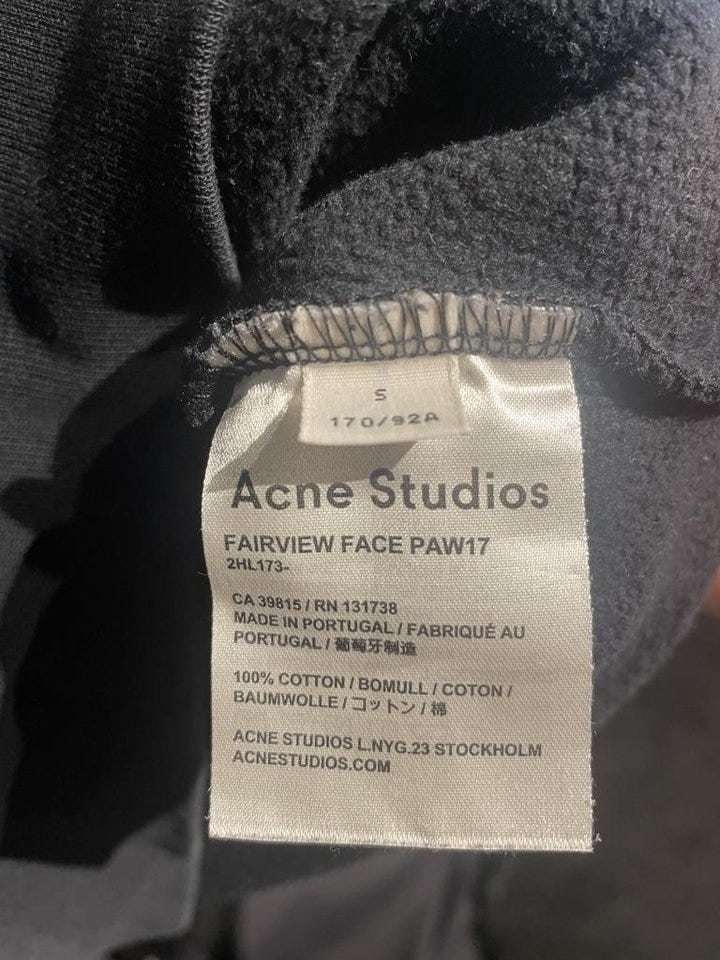 S
170/92A
Acne Studios
FAIRVIEW FACE PAW17
2HL173-
CA 39815 / RN 131738
MADE IN PORTUGAL / FABRIQUÉ AU
PORTUGAL / 葡萄牙制造
100% COTTON / BOMULL / COTON /
BAUMWOLLE / コットン / 棉
ACNE STUDIOS L.NYG.23 STOCKHOLM
ACNESTUDIOS.COM